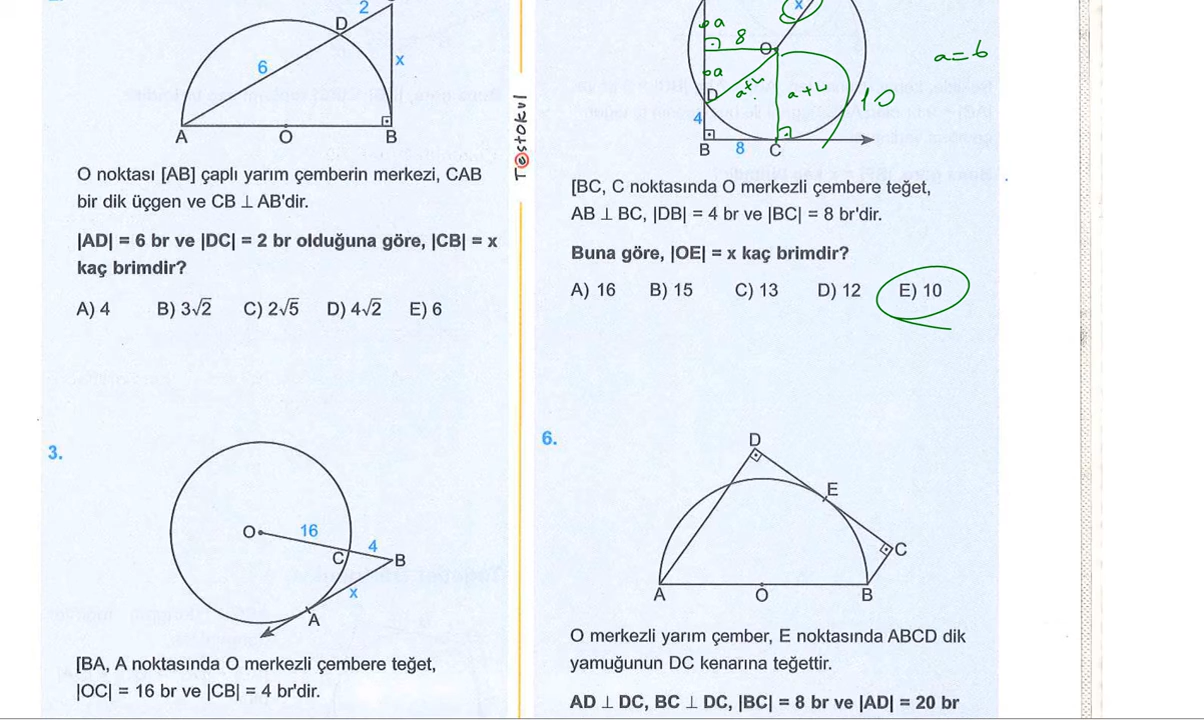 2
D
6
x
A
O
B
O noktası [AB] çaplı yarım çemberin merkezi, CAB
bir dik üçgen ve CB ⊥ AB'dir.
|AD| = 6 br ve |DC| = 2 br olduğuna göre, |CB| = x
kaç brimdir?
A) 4 B) 3√2 C) 2√5 D) 4√2 E) 6
3.
O
16
4
C
B
x
A
[BA, A noktasında O merkezli çembere teğet,
|OC| = 16 br ve |CB| = 4 br'dir.
Testokul
x
a
8
O
a
D
a+4
a+4
10
a=6
4
B
8
C
[BC, C noktasında O merkezli çembere teğet,
AB ⊥ BC, |DB| = 4 br ve |BC| = 8 br'dir.
Buna göre, |OE| = x kaç brimdir?
A) 16 B) 15 C) 13 D) 12 E) 10
6.
D
E
C
A
O
B
O merkezli yarım çember, E noktasında ABCD dik
yamuğunun DC kenarına teğettir.
AD ⊥ DC, BC ⊥ DC, |BC| = 8 br ve |AD| = 20 br